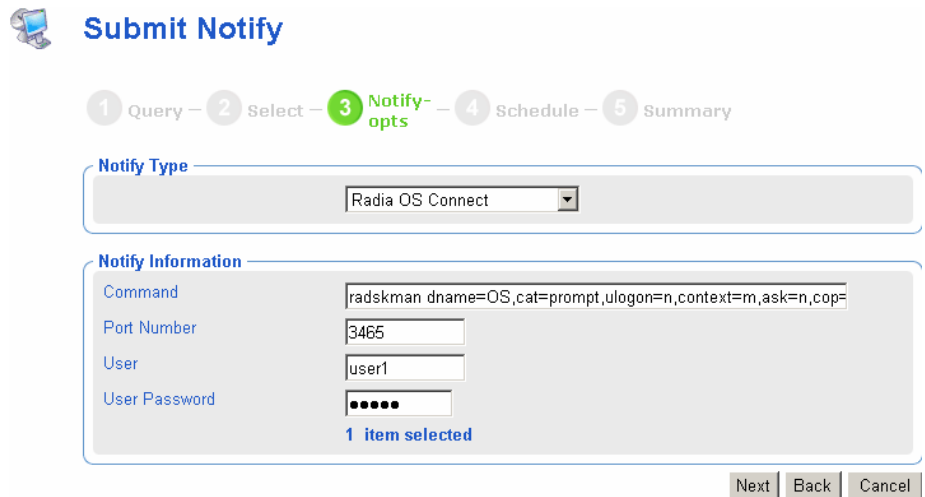 Submit Notify
1 Query – 2 Select – 3 Notify-opts – 4 Schedule – 5 Summary
Notify Type
Radia OS Connect
Notify Information
Command radskman dname=OS,cat=prompt,ulogon=n,context=m,ask=n,cop=
Port Number 3465
User user1
User Password ●●●●●
1 item selected
Next Back Cancel